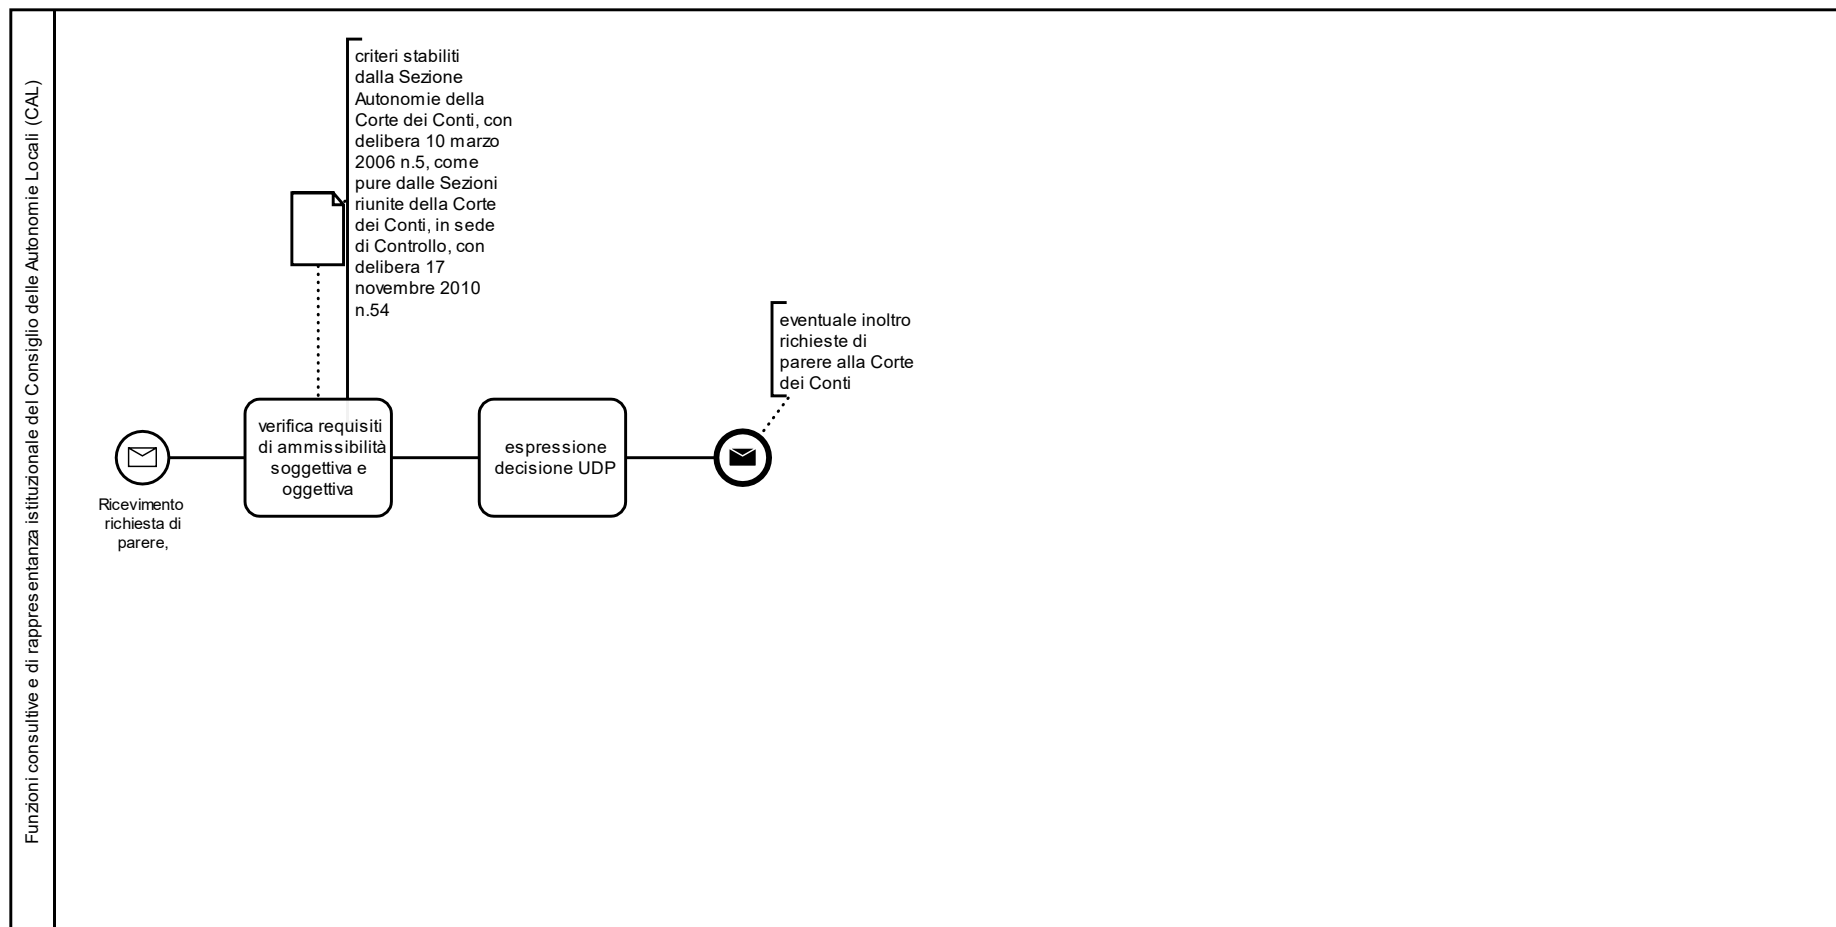 Funzioni consultive e di rappresentanza istituzionale del Consiglio delle Autonomie Locali (CAL)
criteri stabiliti
dalla Sezione
Autonomie della
Corte dei Conti, con
delibera 10 marzo
2006 n.5, come
pure dalle Sezioni
riunite della Corte
dei Conti, in sede
di Controllo, con
delibera 17
novembre 2010
n.54
eventuale inoltro
richieste di
parere alla Corte
dei Conti
Ricevimento
richiesta di
parere,
verifica requisiti
di ammissibilità
soggettiva e
oggettiva
espressione
decisione UDP